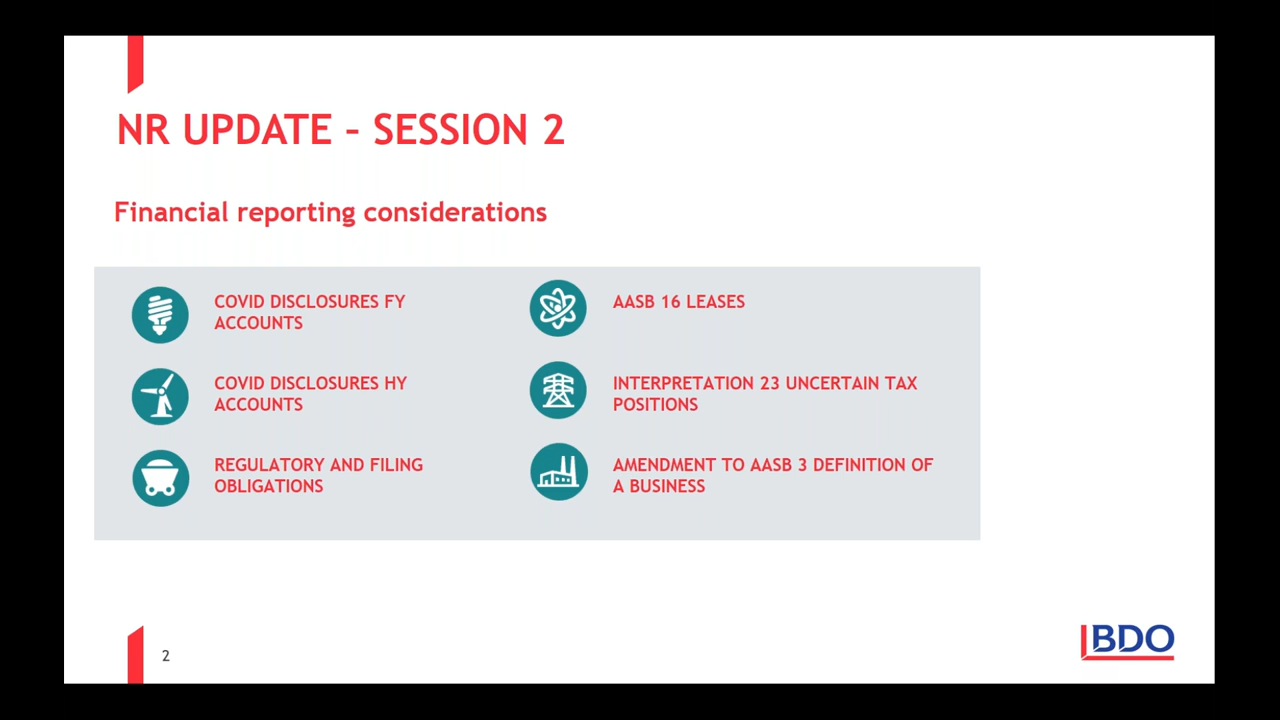 NR UPDATE – SESSION 2
Financial reporting considerations
COVID DISCLOSURES FY
ACCOUNTS
COVID DISCLOSURES HY
ACCOUNTS
REGULATORY AND FILING
OBLIGATIONS
AASB 16 LEASES
INTERPRETATION 23 UNCERTAIN TAX
POSITIONS
AMENDMENT TO AASB 3 DEFINITION OF
A BUSINESS
2
BDO